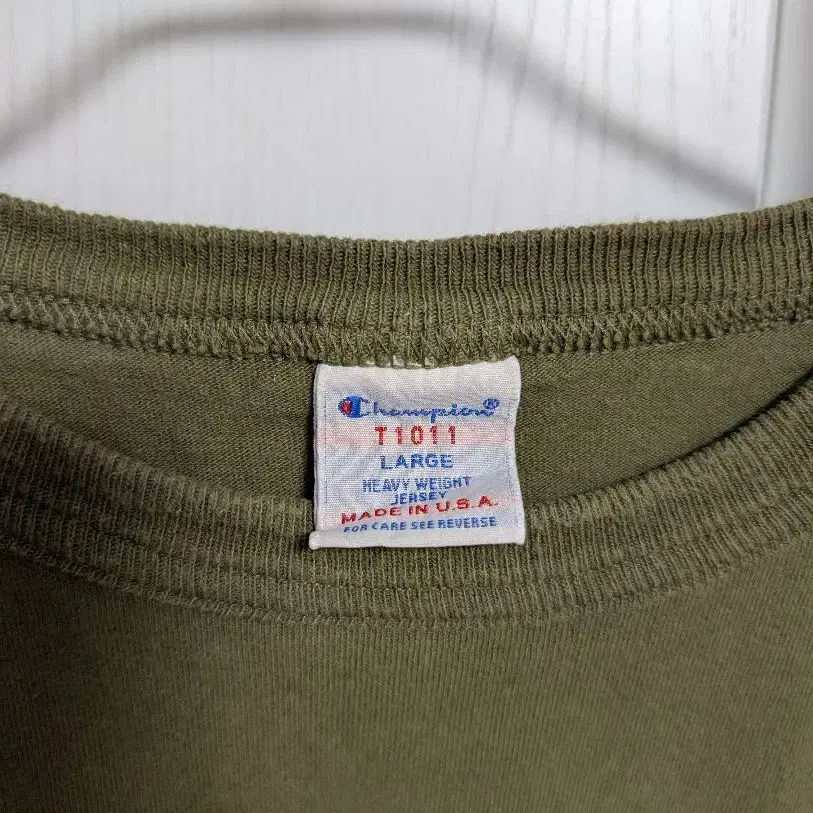 Champion®
T1011
LARGE
HEAVY WEIGHT
JERSEY
MADE IN U.S.A.
FOR CARE SEE REVERSE